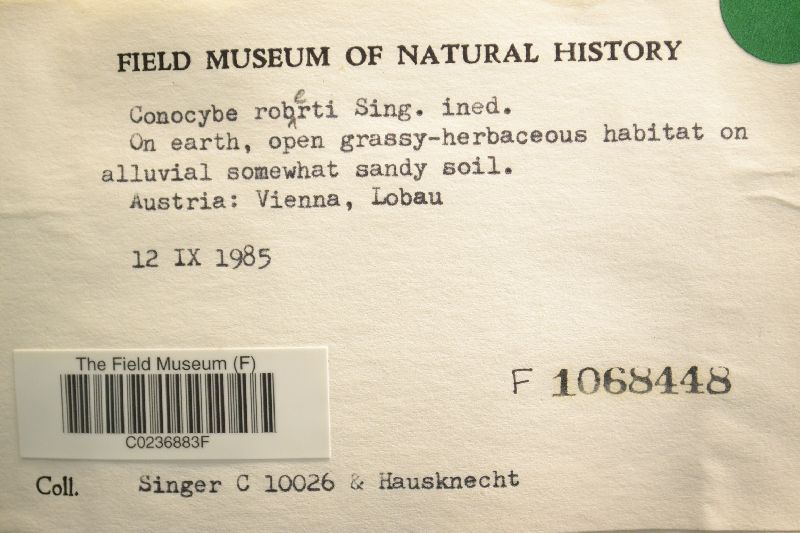 FIELD MUSEUM OF NATURAL HISTORY
Conocybe roberti Sing. ined.
On earth, open grassy-herbaceous habitat on
alluvial somewhat sandy soil.
Austria: Vienna, Lobau
12 IX 1985
The Field Museum (F)
C0236883F
F 1068448
Coll. Singer C 10026 & Hausknecht